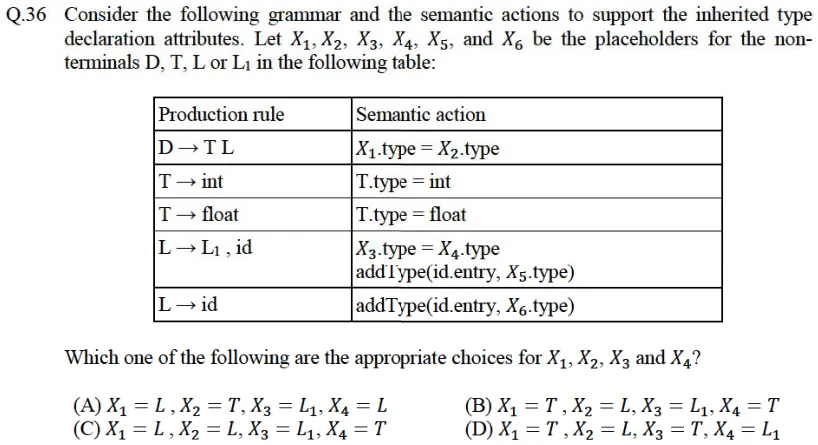 Q.36 Consider the following grammar and the semantic actions to support the inherited type
declaration attributes. Let X₁, X₂, X₃, X₄, X₅, and X₆ be the placeholders for the non-
terminals D, T, L or L₁ in the following table:
Production rule Semantic action
D → T L X₁.type = X₂.type
T → int T.type = int
T → float T.type = float
L → L₁ , id X₃.type = X₄.type
addType(id.entry, X₅.type)
L → id addType(id.entry, X₆.type)
Which one of the following are the appropriate choices for X₁, X₂, X₃ and X₄?
(A) X₁ = L , X₂ = T, X₃ = L₁, X₄ = L (B) X₁ = T , X₂ = L, X₃ = L₁, X₄ = T
(C) X₁ = L , X₂ = L, X₃ = L₁, X₄ = T (D) X₁ = T , X₂ = L, X₃ = T, X₄ = L₁